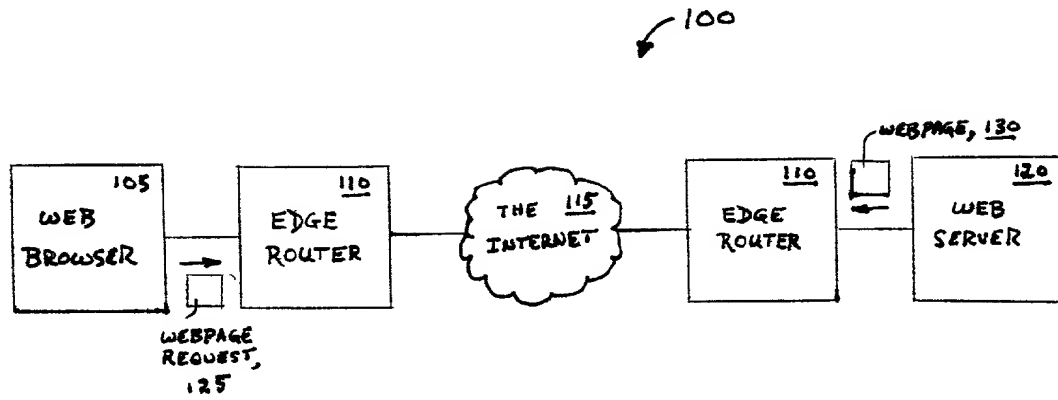 100
WEBPAGE, 130
105
WEB
BROWSER
110
EDGE
ROUTER
THE 115
INTERNET
110
EDGE
ROUTER
120
WEB
SERVER
WEBPAGE
REQUEST,
125